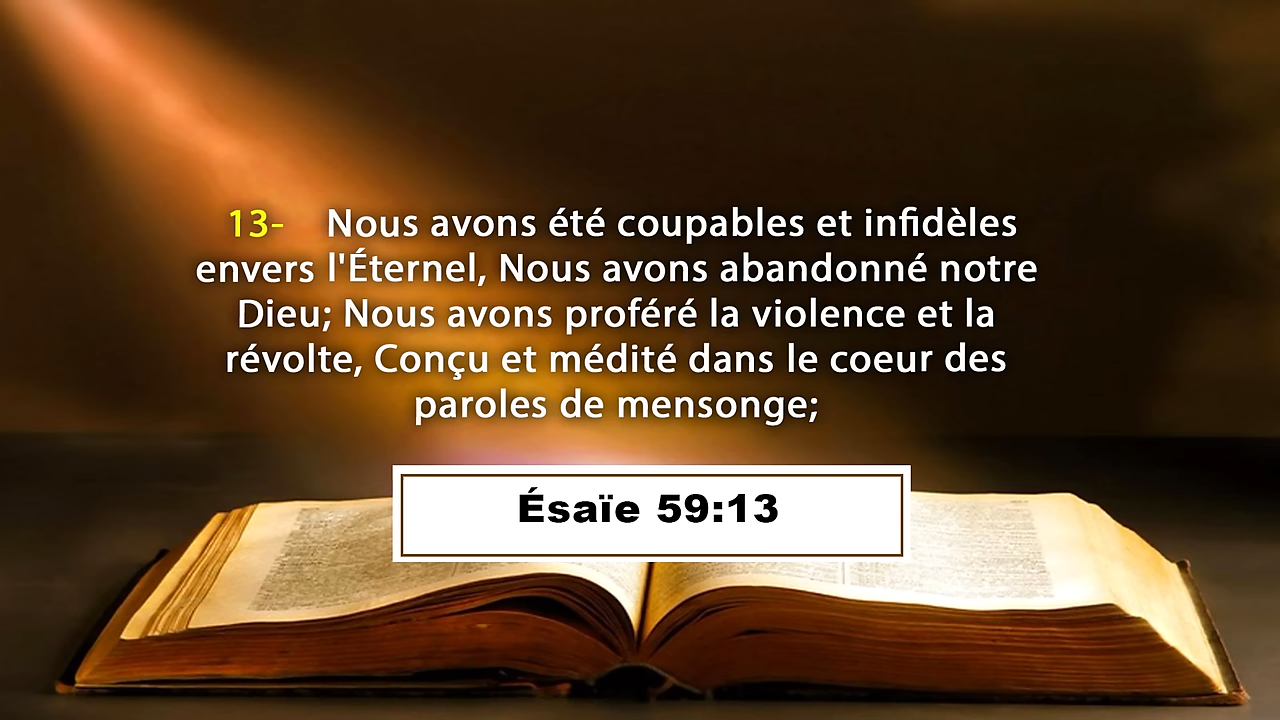 13- Nous avons été coupables et infidèles
envers l'Éternel, Nous avons abandonné notre
Dieu; Nous avons proféré la violence et la
révolte, Conçu et médité dans le coeur des
paroles de mensonge;
Ésaïe 59:13